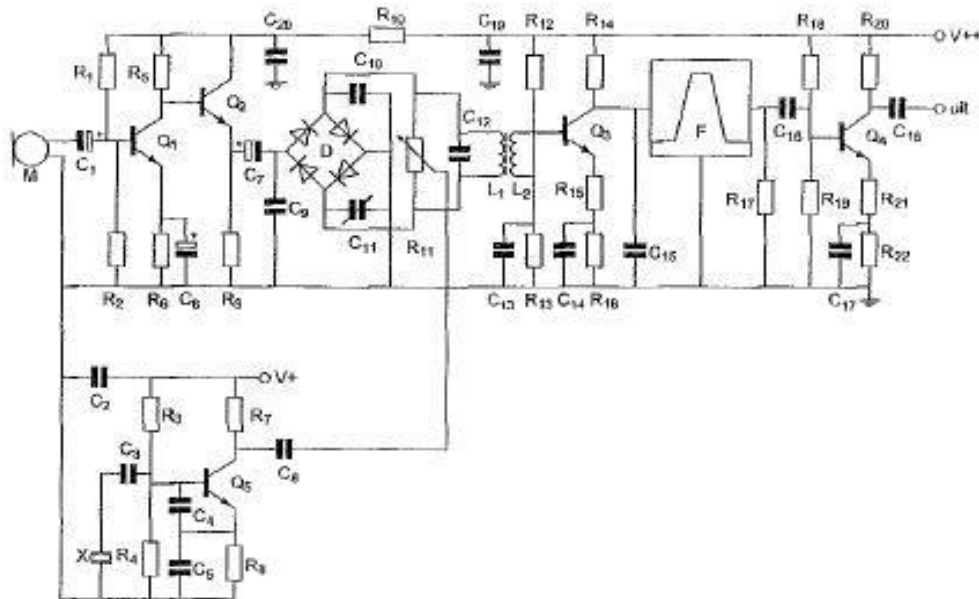 C20 R10 C19 R12 R14 R18 R20 V++
R1 R5 C10
Q2 C12 Q3 F C16 Q4 C16 uit
M C1 Q1 C7 D
C9 L1 L2 R15 R17 R19 R21
C11 R11 C15 R22
R2 R6 C6 R9 C13 R13 C14 R16 C17
C2 V+
R3 R7
C3 C8
Q5
C4
X R4 C5 R8